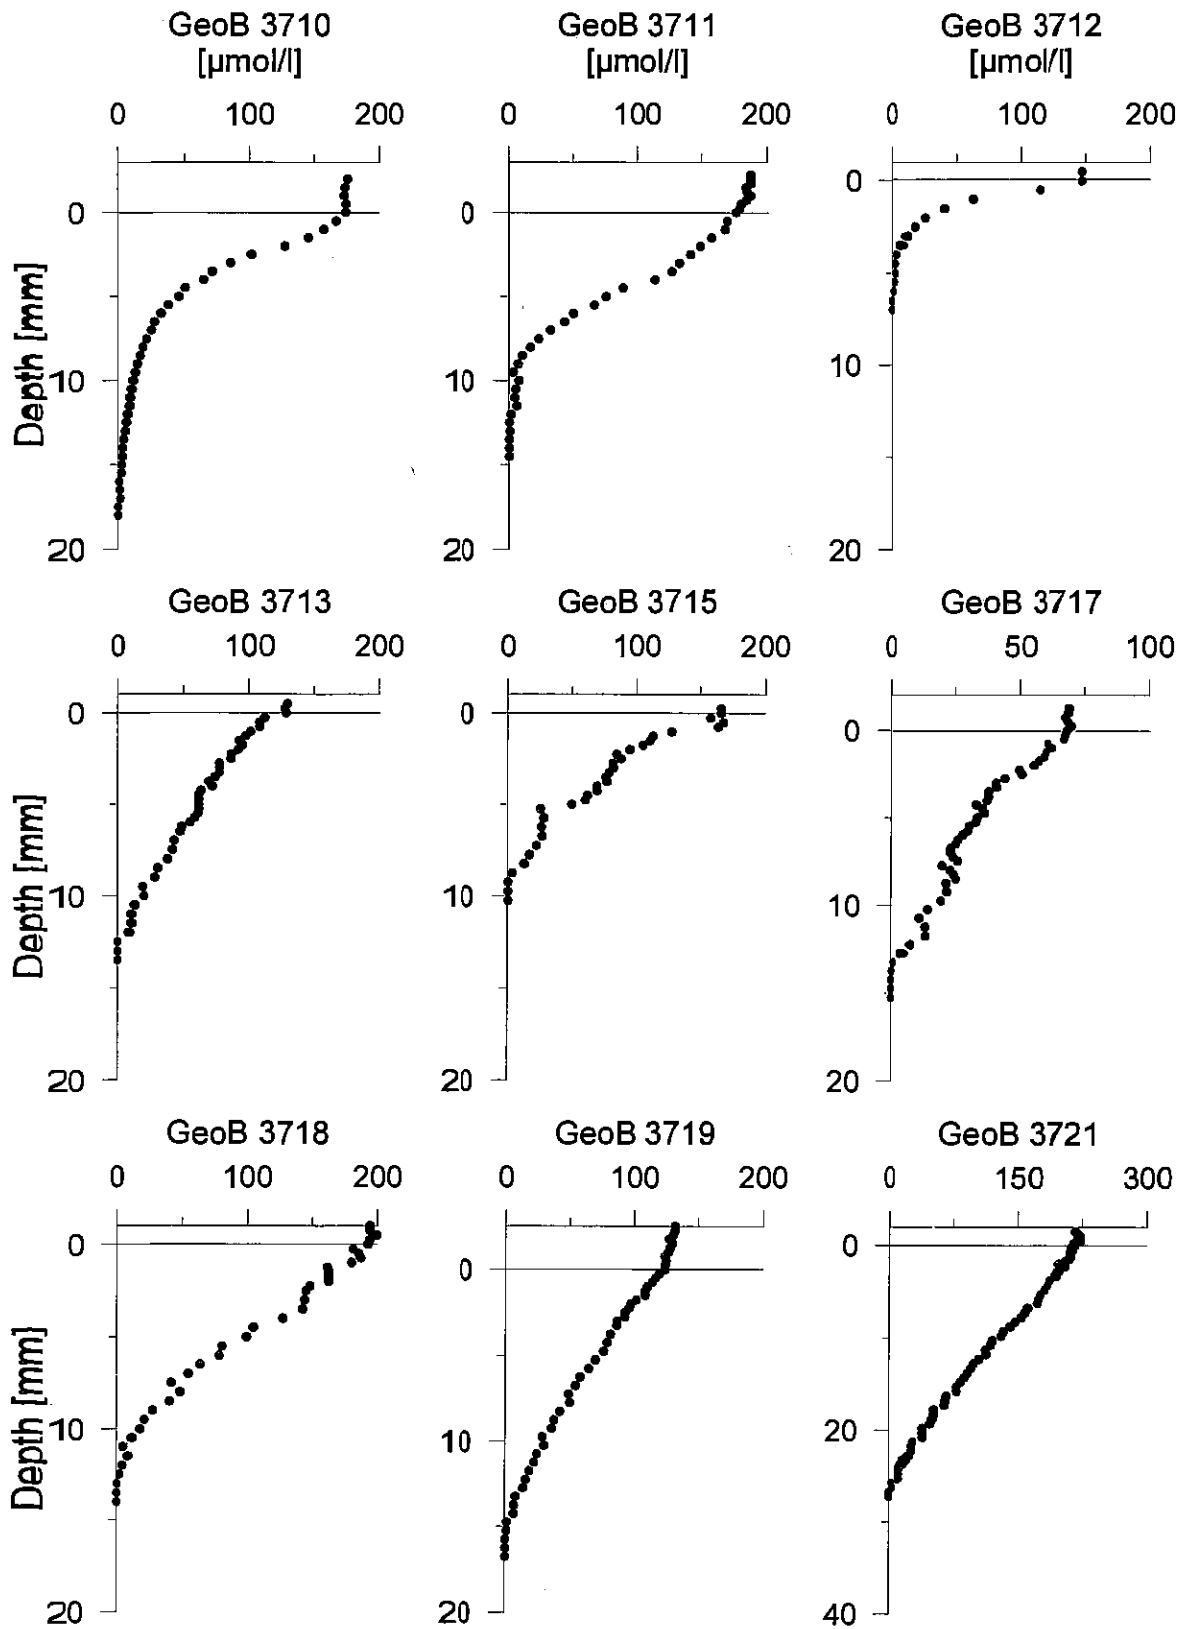 GeoB 3710 GeoB 3711 GeoB 3712
[µmol/l] [µmol/l] [µmol/l]
0 100 200 0 100 200 0 100 200
0 0 0
Depth [mm]
10 10 10
20 20 20
GeoB 3713 GeoB 3715 GeoB 3717
0 100 200 0 100 200 0 50 100
0 0 0
Depth [mm]
10 10 10
20 20 20
GeoB 3718 GeoB 3719 GeoB 3721
0 100 200 0 100 200 0 150 300
0 0 0
Depth [mm]
10 10 20
20 20 40